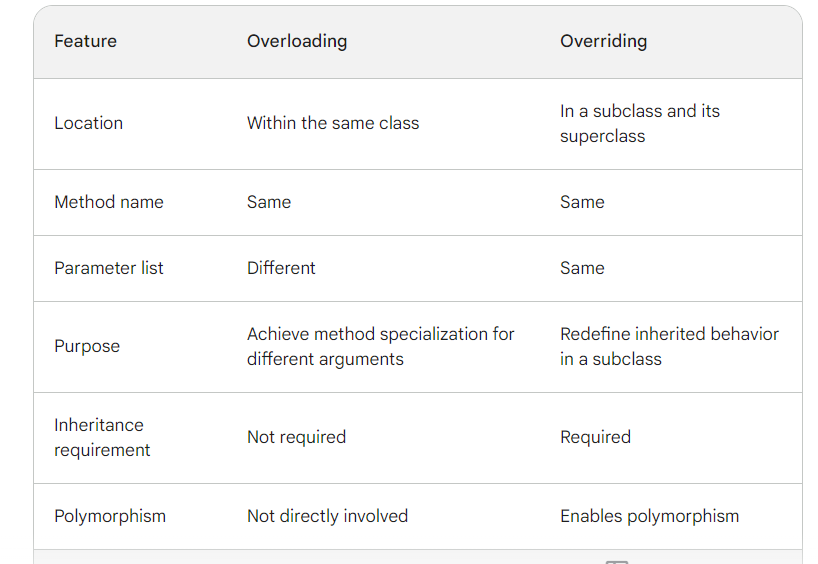 Feature Overloading Overriding
Location Within the same class In a subclass and its
superclass
Method name Same Same
Parameter list Different Same
Purpose Achieve method specialization for Redefine inherited behavior
different arguments in a subclass
Inheritance
requirement Not required Required
Polymorphism Not directly involved Enables polymorphism